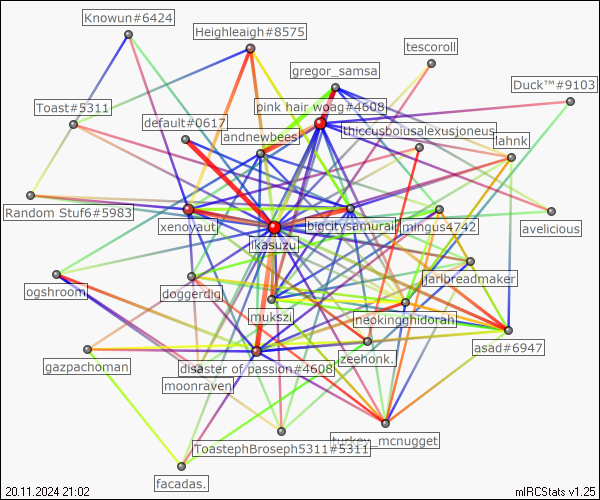 Knowun#6424
Heighleaigh#8575
tescoroll
gregor_samsa
Duck™#9103
Toast#5311
pink hair wpag#4608
default#0617
thiccusboiusalexusjoneus
andnewbees
lahnk
Random Stuf6#5983
xenoyaut
bigcitysamurai
mingus4742
avelicious
ikasuzu
jarlbreadmaker
ogshroom
doggerdig
mukszi
neokingghidorah
asad#6947
gazpachoman
zeehonk.
disaster of passion#4608
moonraven
turkey_mcnugget
ToastephBroseph5311#5311
facadas.
20.11.2024 21:02
mIRCStats v1.25